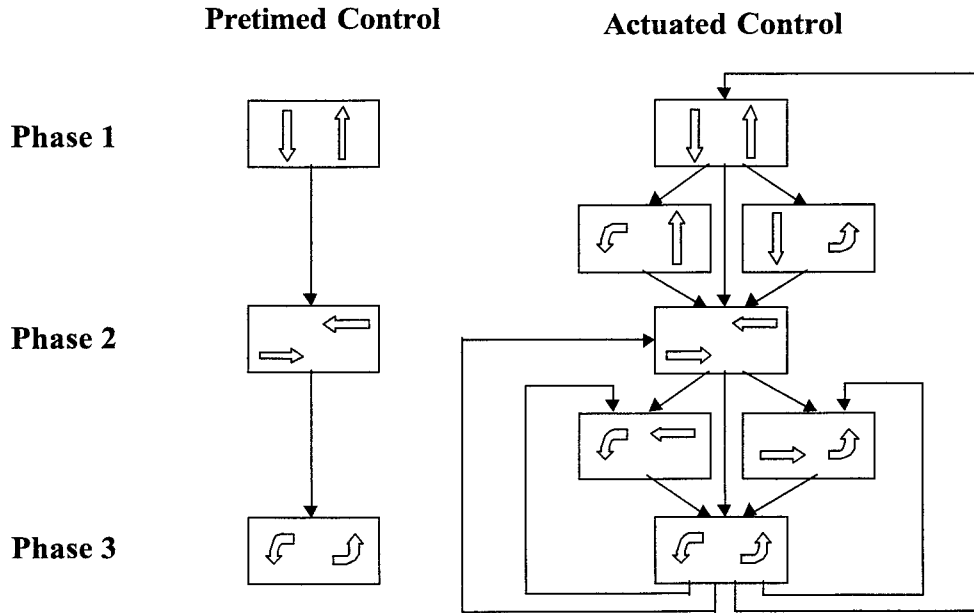 Pretimed Control
Actuated Control
Phase 1
Phase 2
Phase 3